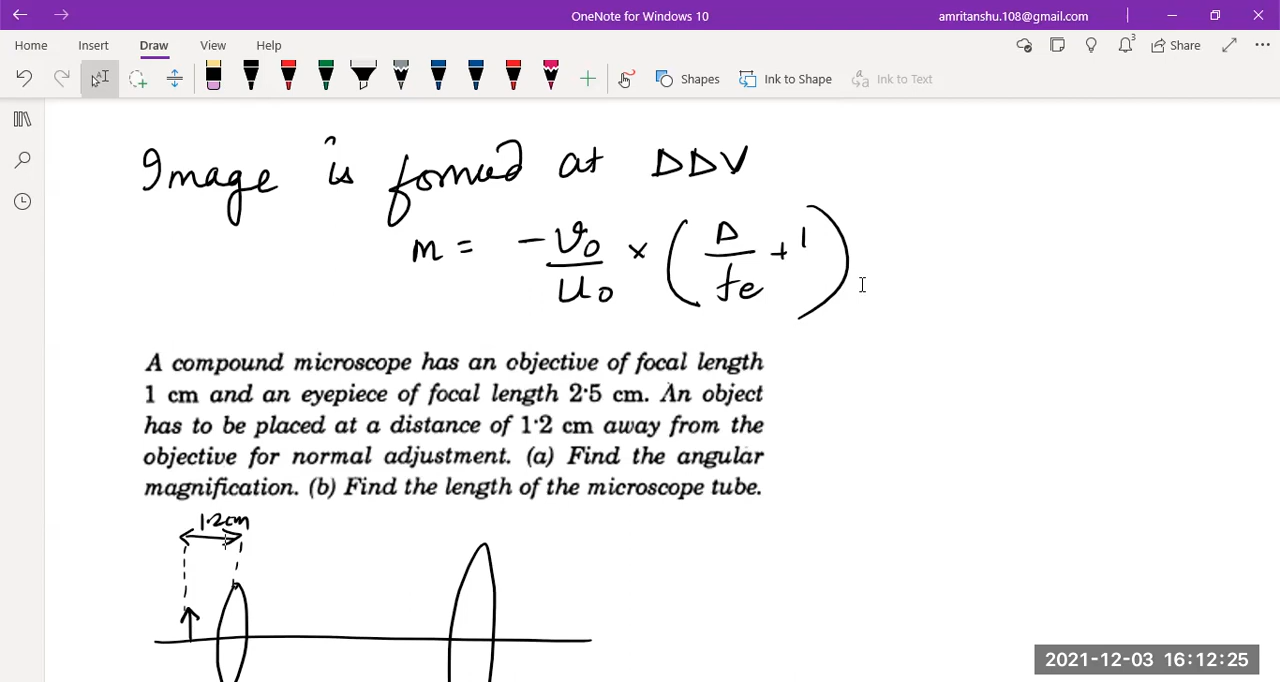 OneNote for Windows 10
amritanshu.108@gmail.com
Home Insert Draw View Help
3
Share
Shapes Ink to Shape Ink to Text
Image is formed at DDV
m = -v₀/u₀ × (D/fe + 1)
A compound microscope has an objective of focal length
1 cm and an eyepiece of focal length 2·5 cm. An object
has to be placed at a distance of 1·2 cm away from the
objective for normal adjustment. (a) Find the angular
magnification. (b) Find the length of the microscope tube.
1.2cm
2021-12-03 16:12:25